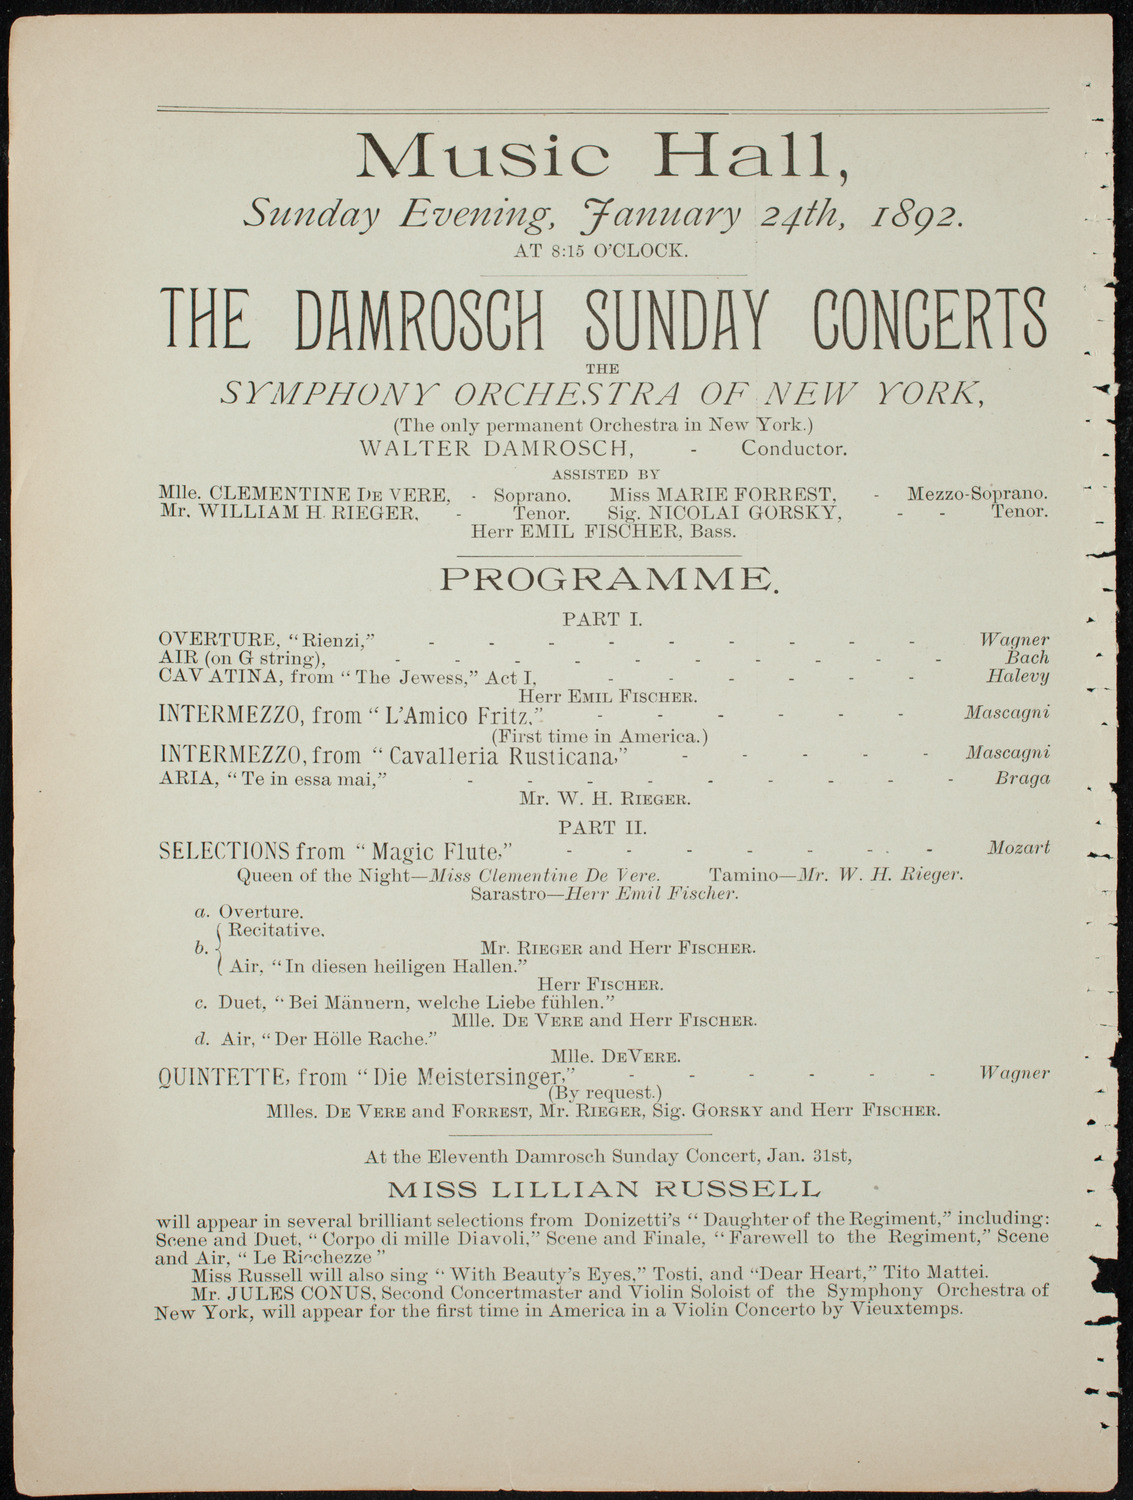 Music Hall,
Sunday Evening, January 24th, 1892.
AT 8:15 O'CLOCK.
THE DAMROSCH SUNDAY CONCERTS
THE
SYMPHONY ORCHESTRA OF NEW YORK,
(The only permanent Orchestra in New York.)
WALTER DAMROSCH, - Conductor.
ASSISTED BY
Mlle. CLEMENTINE DE VERE, - Soprano. Miss MARIE FORREST, - Mezzo-Soprano.
Mr. WILLIAM H. RIEGER, - Tenor. Sig. NICOLAI GORSKY, - - Tenor.
Herr EMIL FISCHER, Bass.
PROGRAMME.
PART I.
OVERTURE, "Rienzi," - - - - - - - - - Wagner
AIR (on G string), - - - - - - - - - - Bach
CAVATINA, from "The Jewess," Act I, - - - - - - Halevy
Herr EMIL FISCHER.
INTERMEZZO, from "L'Amico Fritz," - - - - - - Mascagni
(First time in America.)
INTERMEZZO, from "Cavalleria Rusticana," - - - - - Mascagni
ARIA, "Te in essa mai," - - - - - - - - - Braga
Mr. W. H. RIEGER.
PART II.
SELECTIONS from "Magic Flute," - - - - - - - Mozart
Queen of the Night—Miss Clementine De Vere. Tamino—Mr. W. H. Rieger.
Sarastro—Herr Emil Fischer.
a. Overture.
Recitative.
b. Mr. RIEGER and Herr FISCHER.
Air, "In diesen heiligen Hallen."
Herr FISCHER.
c. Duet, "Bei Männern, welche Liebe fühlen."
Mlle. DE VERE and Herr FISCHER.
d. Air, "Der Hölle Rache."
Mlle. DEVERE.
QUINTETTE, from "Die Meistersinger," - - - - - - Wagner
(By request.)
Mlles. DE VERE and FORREST, Mr. RIEGER, Sig. GORSKY and Herr FISCHER.
At the Eleventh Damrosch Sunday Concert, Jan. 31st,
MISS LILLIAN RUSSELL
will appear in several brilliant selections from Donizetti's "Daughter of the Regiment," including:
Scene and Duet, "Corpo di mille Diavoli," Scene and Finale, "Farewell to the Regiment," Scene
and Air, "Le Ricchezze"
Miss Russell will also sing "With Beauty's Eyes," Tosti, and "Dear Heart," Tito Mattei.
Mr. JULES CONUS, Second Concertmaster and Violin Soloist of the Symphony Orchestra of
New York, will appear for the first time in America in a Violin Concerto by Vieuxtemps.